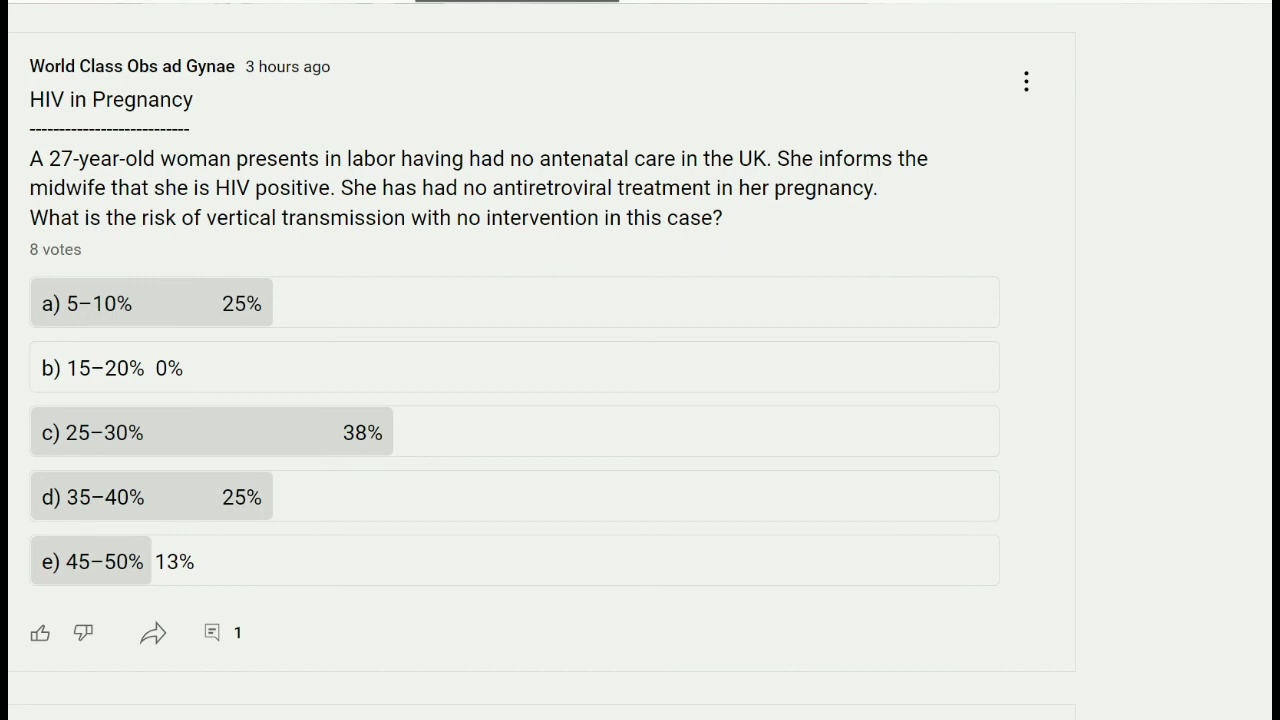 World Class Obs ad Gynae 3 hours ago
HIV in Pregnancy
---------------------------
A 27-year-old woman presents in labor having had no antenatal care in the UK. She informs the
midwife that she is HIV positive. She has had no antiretroviral treatment in her pregnancy.
What is the risk of vertical transmission with no intervention in this case?
8 votes
a) 5–10% 25%
b) 15–20% 0%
c) 25–30% 38%
d) 35–40% 25%
e) 45–50% 13%
1